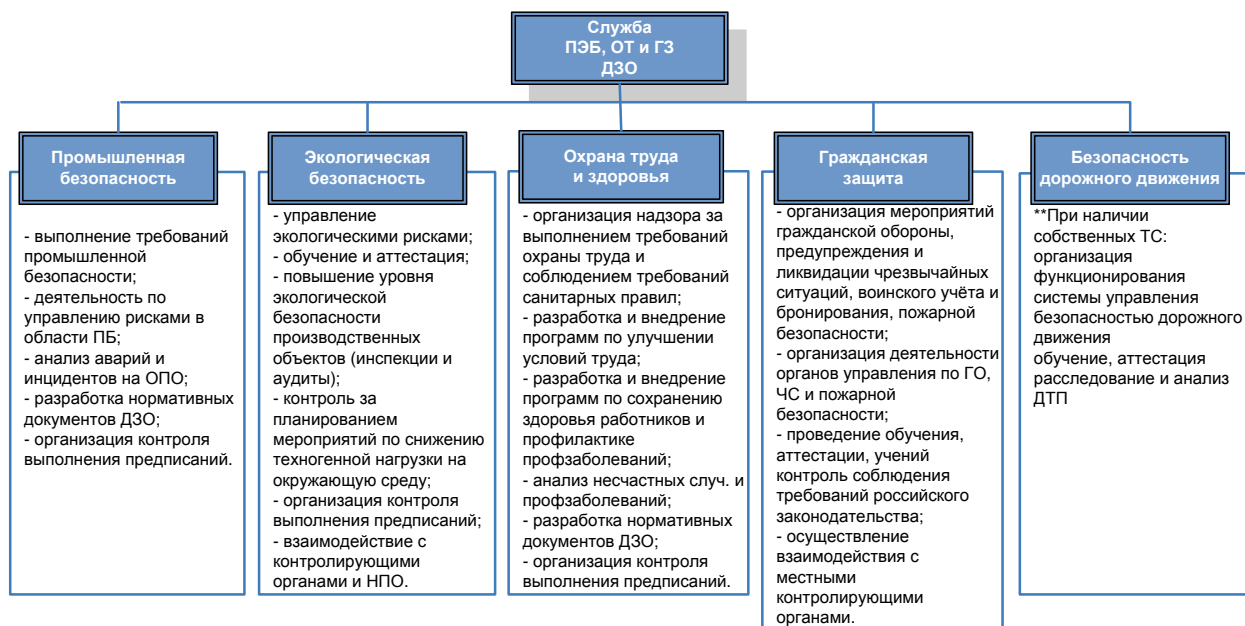 Служба
ПЭБ, ОТ и ГЗ
ДЗО
Промышленная
безопасность
- выполнение требований
промышленной
безопасности;
- деятельность по
управлению рисками в
области ПБ;
- анализ аварий и
инцидентов на ОПО;
- разработка нормативных
документов ДЗО;
- организация контроля
выполнения предписаний.
Экологическая
безопасность
- управление
экологическими рисками;
- обучение и аттестация;
- повышение уровня
экологической
безопасности
производственных
объектов (инспекции и
аудиты);
- контроль за
планированием
мероприятий по снижению
техногенной нагрузки на
окружающую среду;
- организация контроля
выполнения предписаний;
- взаимодействие с
контролирующими
органами и НПО.
Охрана труда
и здоровья
- организация надзора за
выполнением требований
охраны труда и
соблюдением требований
санитарных правил;
- разработка и внедрение
программ по улучшении
условий труда;
- разработка и внедрение
программ по сохранению
здоровья работников и
профилактике
профзаболеваний;
- анализ несчастных случ. и
профзаболеваний;
- разработка нормативных
документов ДЗО;
- организация контроля
выполнения предписаний.
Гражданская
защита
- организация мероприятий
гражданской обороны,
предупреждения и
ликвидации чрезвычайных
ситуаций, воинского учёта и
бронирования, пожарной
безопасности;
- организация деятельности
органов управления по ГО,
ЧС и пожарной
безопасности;
- проведение обучения,
аттестации, учений
контроль соблюдения
требований российского
законодательства;
- осуществление
взаимодействия с
местными
контролирующими
органами.
Безопасность
дорожного движения
**При наличии
собственных ТС:
организация
функционирования
системы управления
безопасностью дорожного
движения
обучение, аттестация
расследование и анализ
ДТП